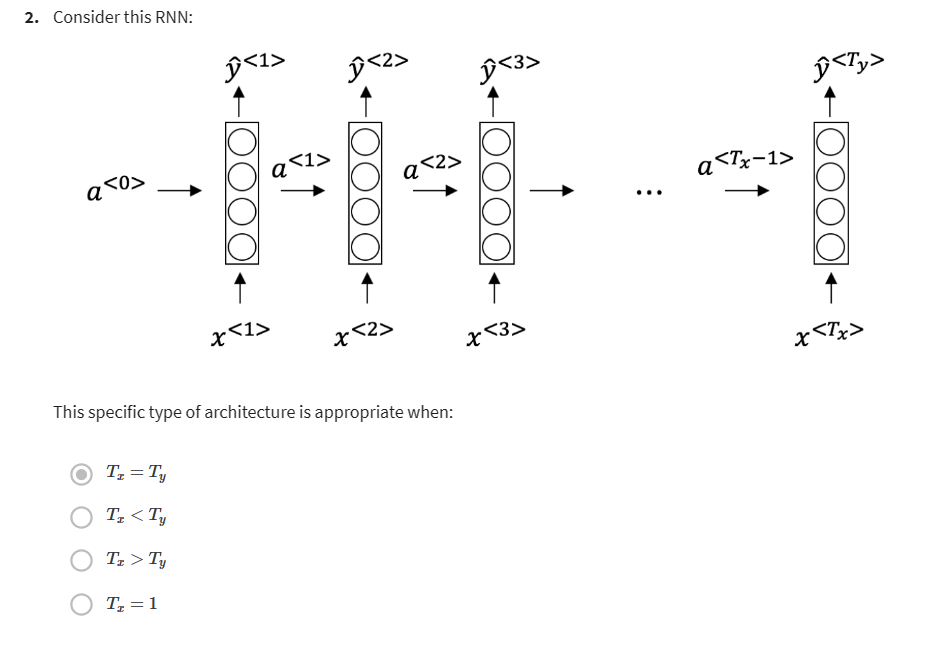 2. Consider this RNN:
ŷ<1> ŷ<2> ŷ<3> ŷ<Ty>
a<0> a<1> a<2> ... a<Tx−1>
x<1> x<2> x<3> x<Tx>
This specific type of architecture is appropriate when:
Tx = Ty
Tx < Ty
Tx > Ty
Tx = 1